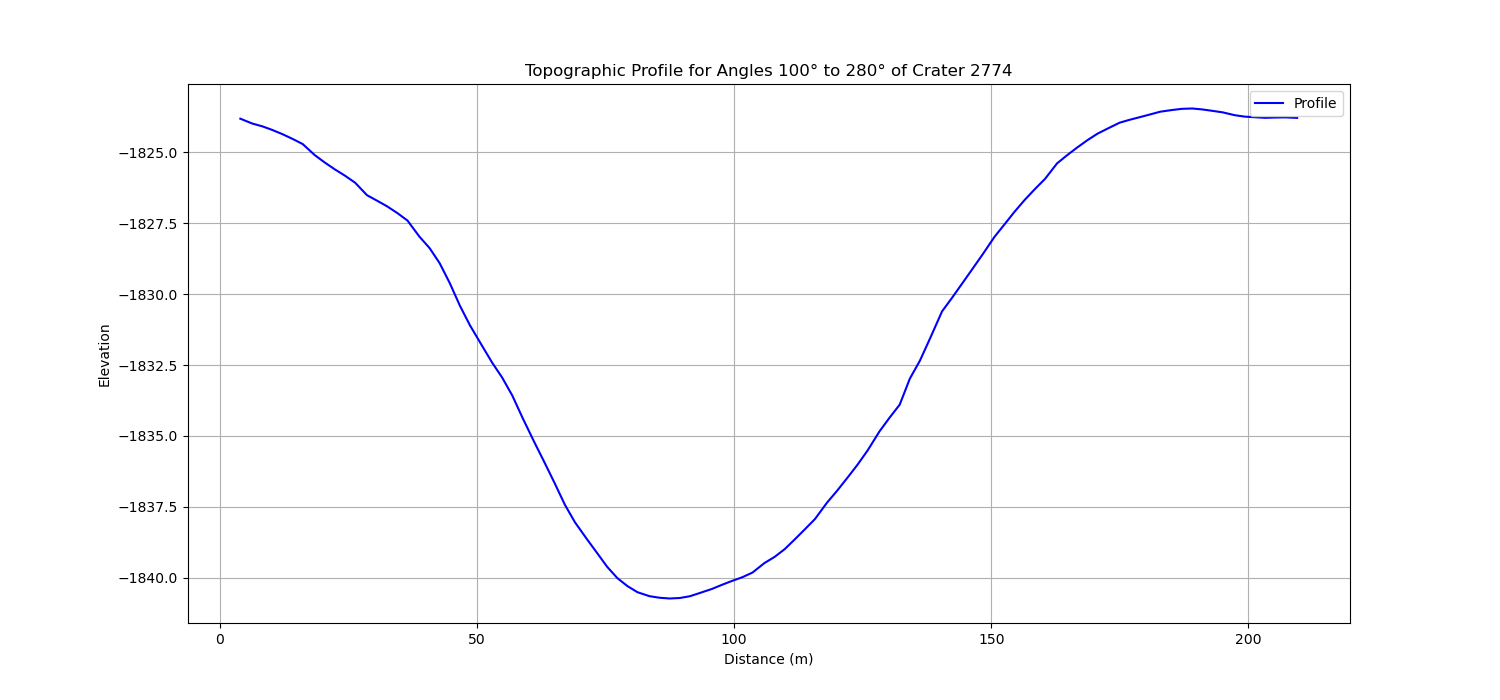 Topographic Profile for Angles 100° to 280° of Crater 2774
Profile
−1825.0
−1827.5
−1830.0
−1832.5
−1835.0
−1837.5
−1840.0
Elevation
0 50 100 150 200
Distance (m)